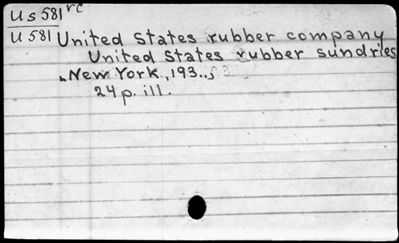 Us 581 rc
U 581 United States rubber company
United States rubber sundries
New York, 193..
24 p. ill.